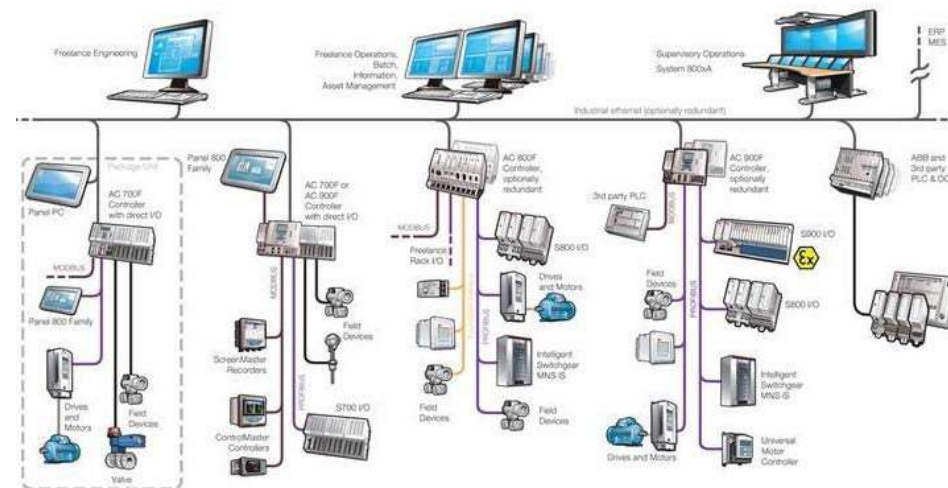 Freelance Engineering
Freelance Operations,
Batch,
Information,
Asset Management
Supervisory Operations
System 800xA
ERP
MES
Industrial ethernet (optionally redundant)
Package Unit
Panel PC
AC 700F
Controller
with direct I/O
MODBUS
Panel 800 Family
Drives
and
Motors
Field
Devices
Valve
Panel 800
Family
AC 700F or
AC 900F
Controller
with direct I/O
MODBUS
Field
Devices
ScreenMaster
Recorders
PROFIBUS
S700 I/O
ControlMaster
Controllers
AC 800F
Controller,
optionally
redundant
MODBUS
Freelance
Rack I/O
S800 I/O
Drives
and Motors
PROFIBUS
Intelligent
Switchgear
MNS iS
Field
Devices
Field
Devices
AC 900F
Controller,
optionally
redundant
3rd party PLC
MODBUS
S900 I/O
Ex
Field
Devices
PROFIBUS
S800 I/O
Intelligent
Switchgear
MNS iS
Drives and Motors
Universal
Motor
Controller
ABB and
3rd party
PLC & DC